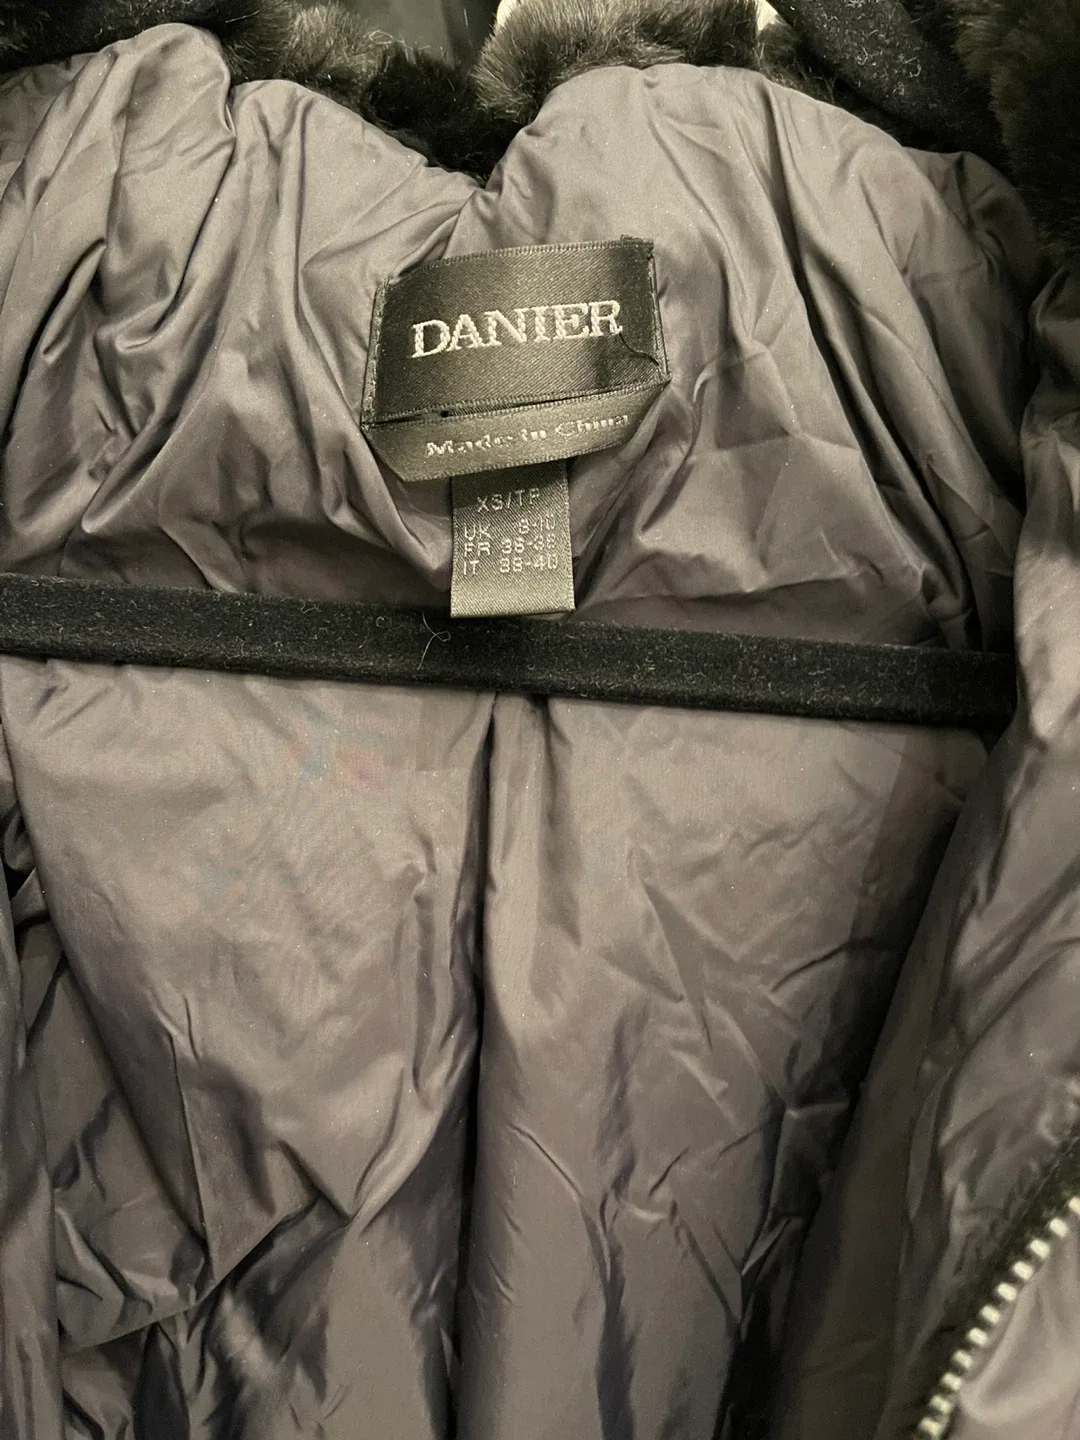 DANIER
Made in China
XS/TP
UK 8-10
FR 36-38
IT 38-40